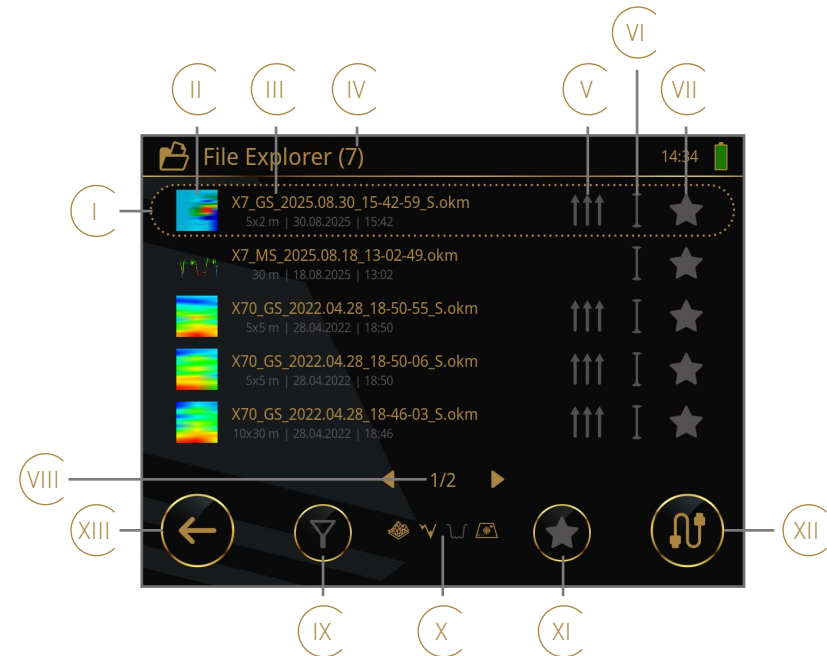 VI
II III IV V VII
File Explorer (7) 14:34
I
X7_GS_2025.08.30_15-42-59_S.okm
5x2 m | 30.08.2025 | 15:42
X7_MS_2025.08.18_13-02-49.okm
30 m | 18.08.2025 | 13:02
X70_GS_2022.04.28_18-50-55_S.okm
5x5 m | 28.04.2022 | 18:50
X70_GS_2022.04.28_18-50-06_S.okm
5x5 m | 28.04.2022 | 18:50
X70_GS_2022.04.28_18-46-03_S.okm
10x30 m | 28.04.2022 | 18:46
VIII 1/2
XIII XII
IX X XI